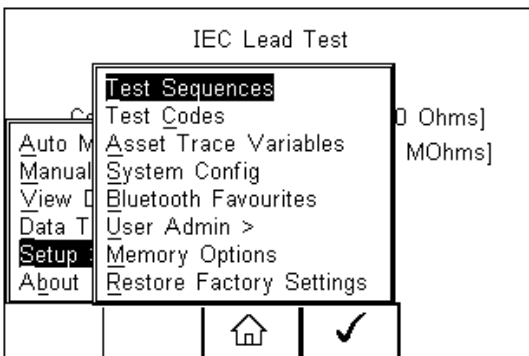 IEC Lead Test
Ohms]
MOhms]
Auto
Manual
View
Data
Setup
About
Test Sequences
Test Codes
Asset Trace Variables
System Config
Bluetooth Favourites
User Admin >
Memory Options
Restore Factory Settings